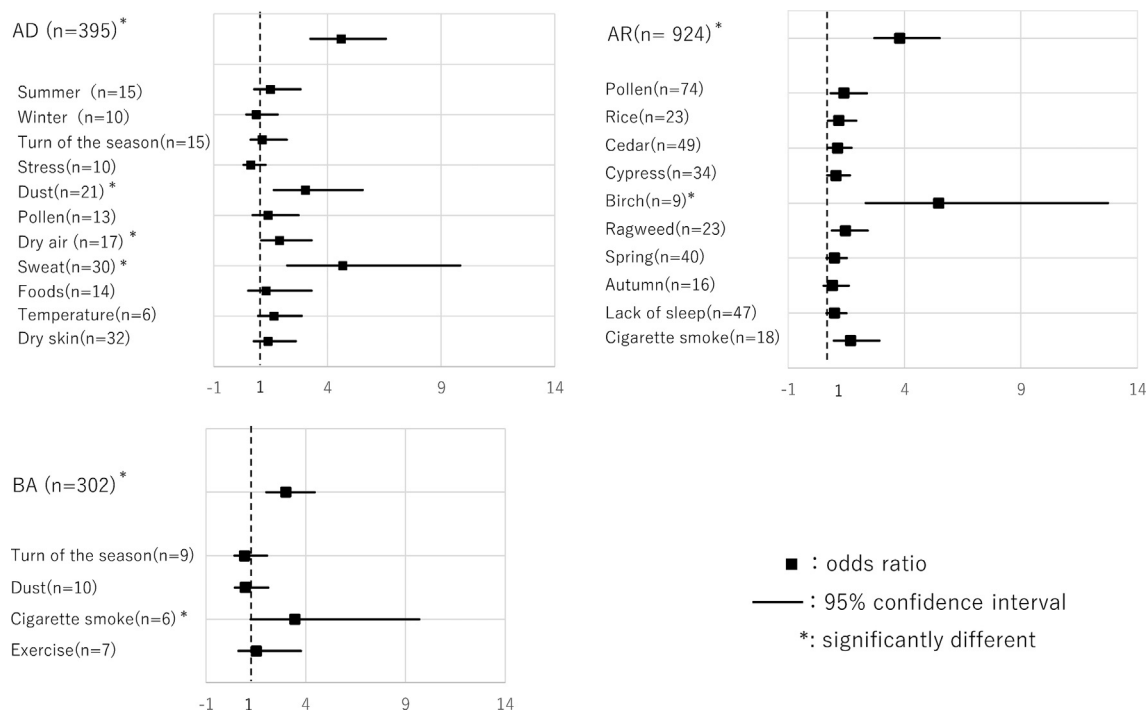 AD (n=395)*
Summer (n=15)
Winter (n=10)
Turn of the season(n=15)
Stress(n=10)
Dust(n=21) *
Pollen(n=13)
Dry air (n=17) *
Sweat(n=30) *
Foods(n=14)
Temperature(n=6)
Dry skin(n=32)
-1 1 4 9 14
AR(n= 924)*
Pollen(n=74)
Rice(n=23)
Cedar(n=49)
Cypress(n=34)
Birch(n=9)*
Ragweed(n=23)
Spring(n=40)
Autumn(n=16)
Lack of sleep(n=47)
Cigarette smoke(n=18)
-1 1 4 9 14
BA (n=302)*
Turn of the season(n=9)
Dust(n=10)
Cigarette smoke(n=6) *
Exercise(n=7)
-1 1 4 9 14
: odds ratio
: 95% confidence interval
*: significantly different